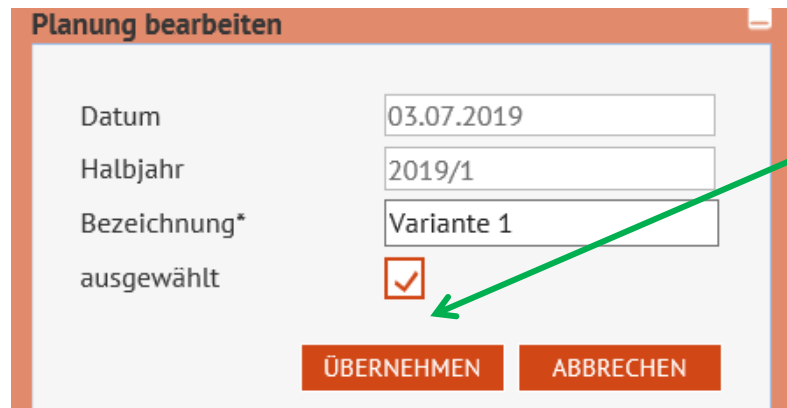 Planung bearbeiten
Datum 03.07.2019
Halbjahr 2019/1
Bezeichnung* Variante 1
ausgewählt
ÜBERNEHMEN ABBRECHEN